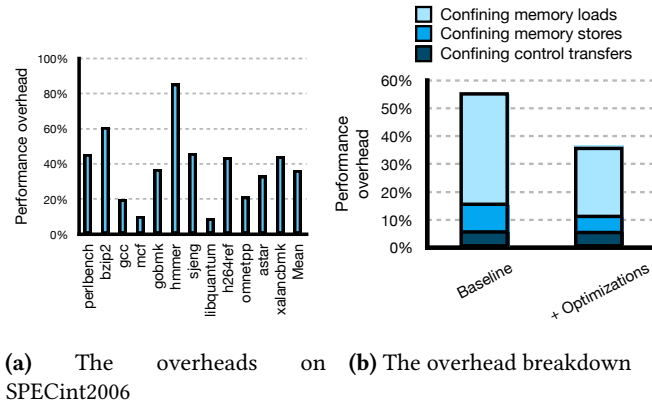 Confining memory loads
Confining memory stores
Confining control transfers
Performance overhead
100%
80%
60%
40%
20%
0%
perlbench
bzip2
gcc
mcf
gobmk
hmmer
sjeng
libquantum
h264ref
omnetpp
astar
xalancbmk
Mean
Performance
overhead
60%
50%
40%
30%
20%
10%
0%
Baseline
+ Optimizations
(a) The overheads on
SPECint2006
(b) The overhead breakdown